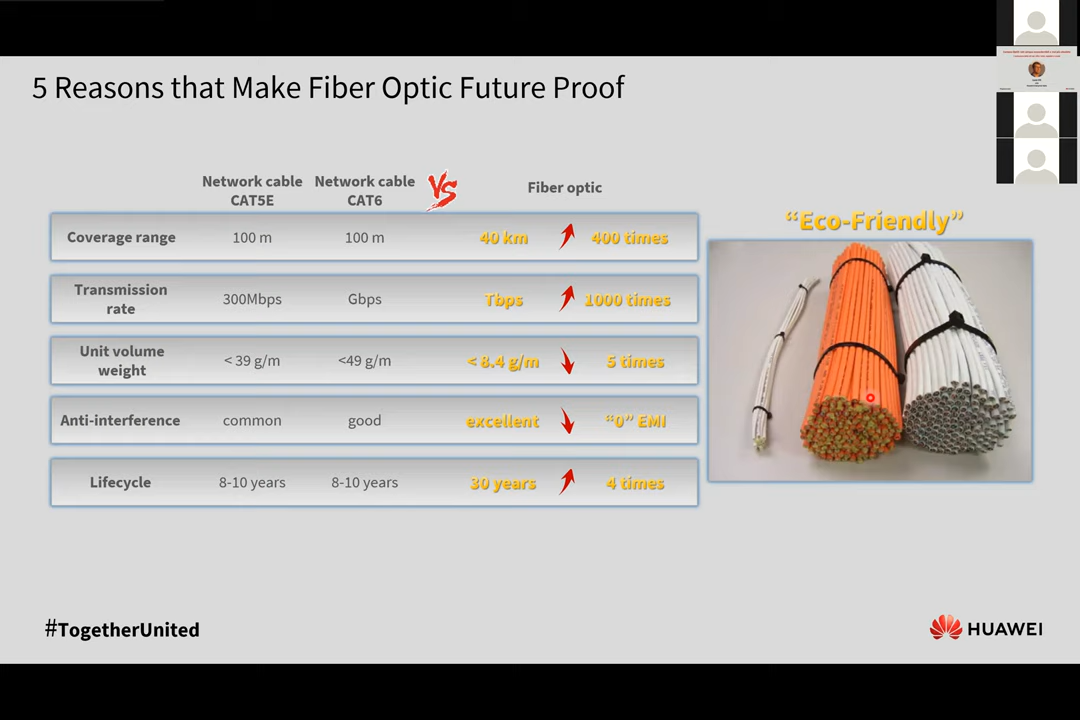 5 Reasons that Make Fiber Optic Future Proof
Network cable
CAT5E
Network cable
CAT6
VS
Fiber optic
Coverage range 100 m 100 m 40 km 400 times
Transmission
rate
300Mbps Gbps Tbps 1000 times
Unit volume
weight
< 39 g/m <49 g/m < 8.4 g/m 5 times
Anti-interference common good excellent “0” EMI
Lifecycle 8-10 years 8-10 years 30 years 4 times
“Eco-Friendly”
#TogetherUnited
HUAWEI